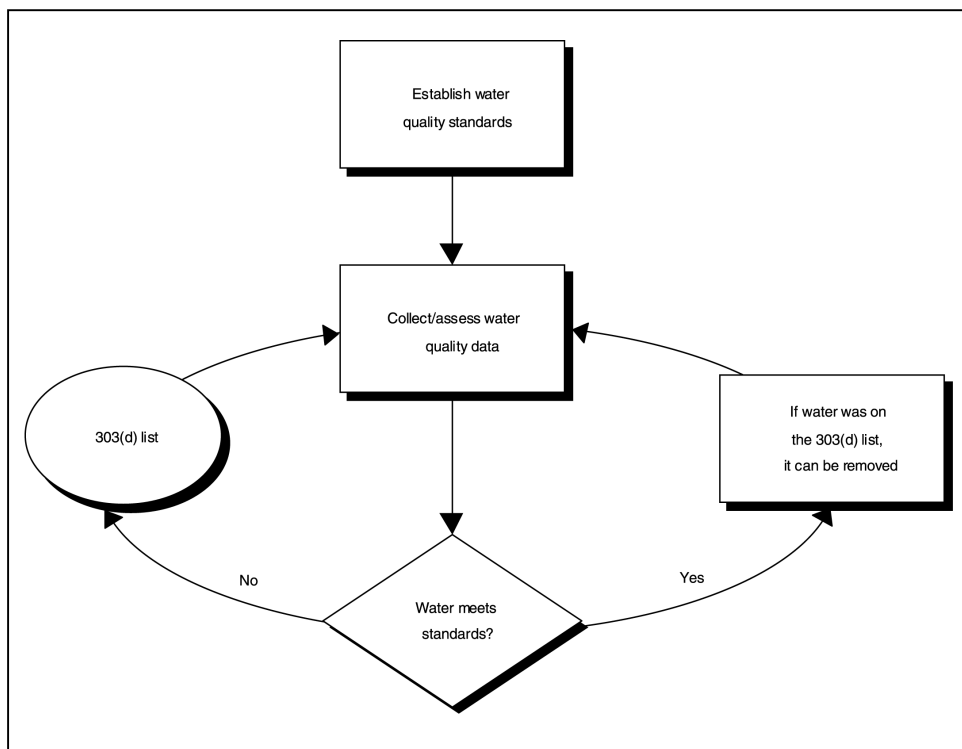 Establish water
quality standards
Collect/assess water
quality data
303(d) list
If water was on
the 303(d) list,
it can be removed
No
Yes
Water meets
standards?